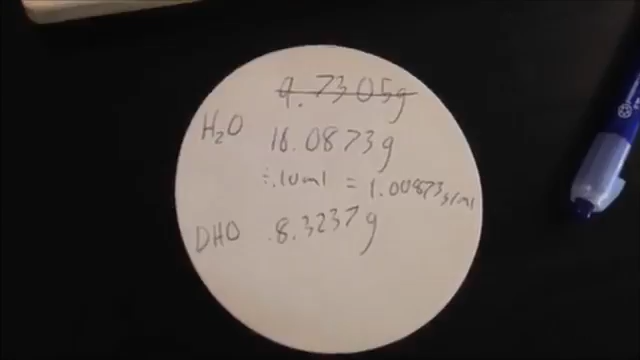 9.7305g
H₂O 10.0873g
÷10ml = 1.00873g/ml
DHO 8.3237g